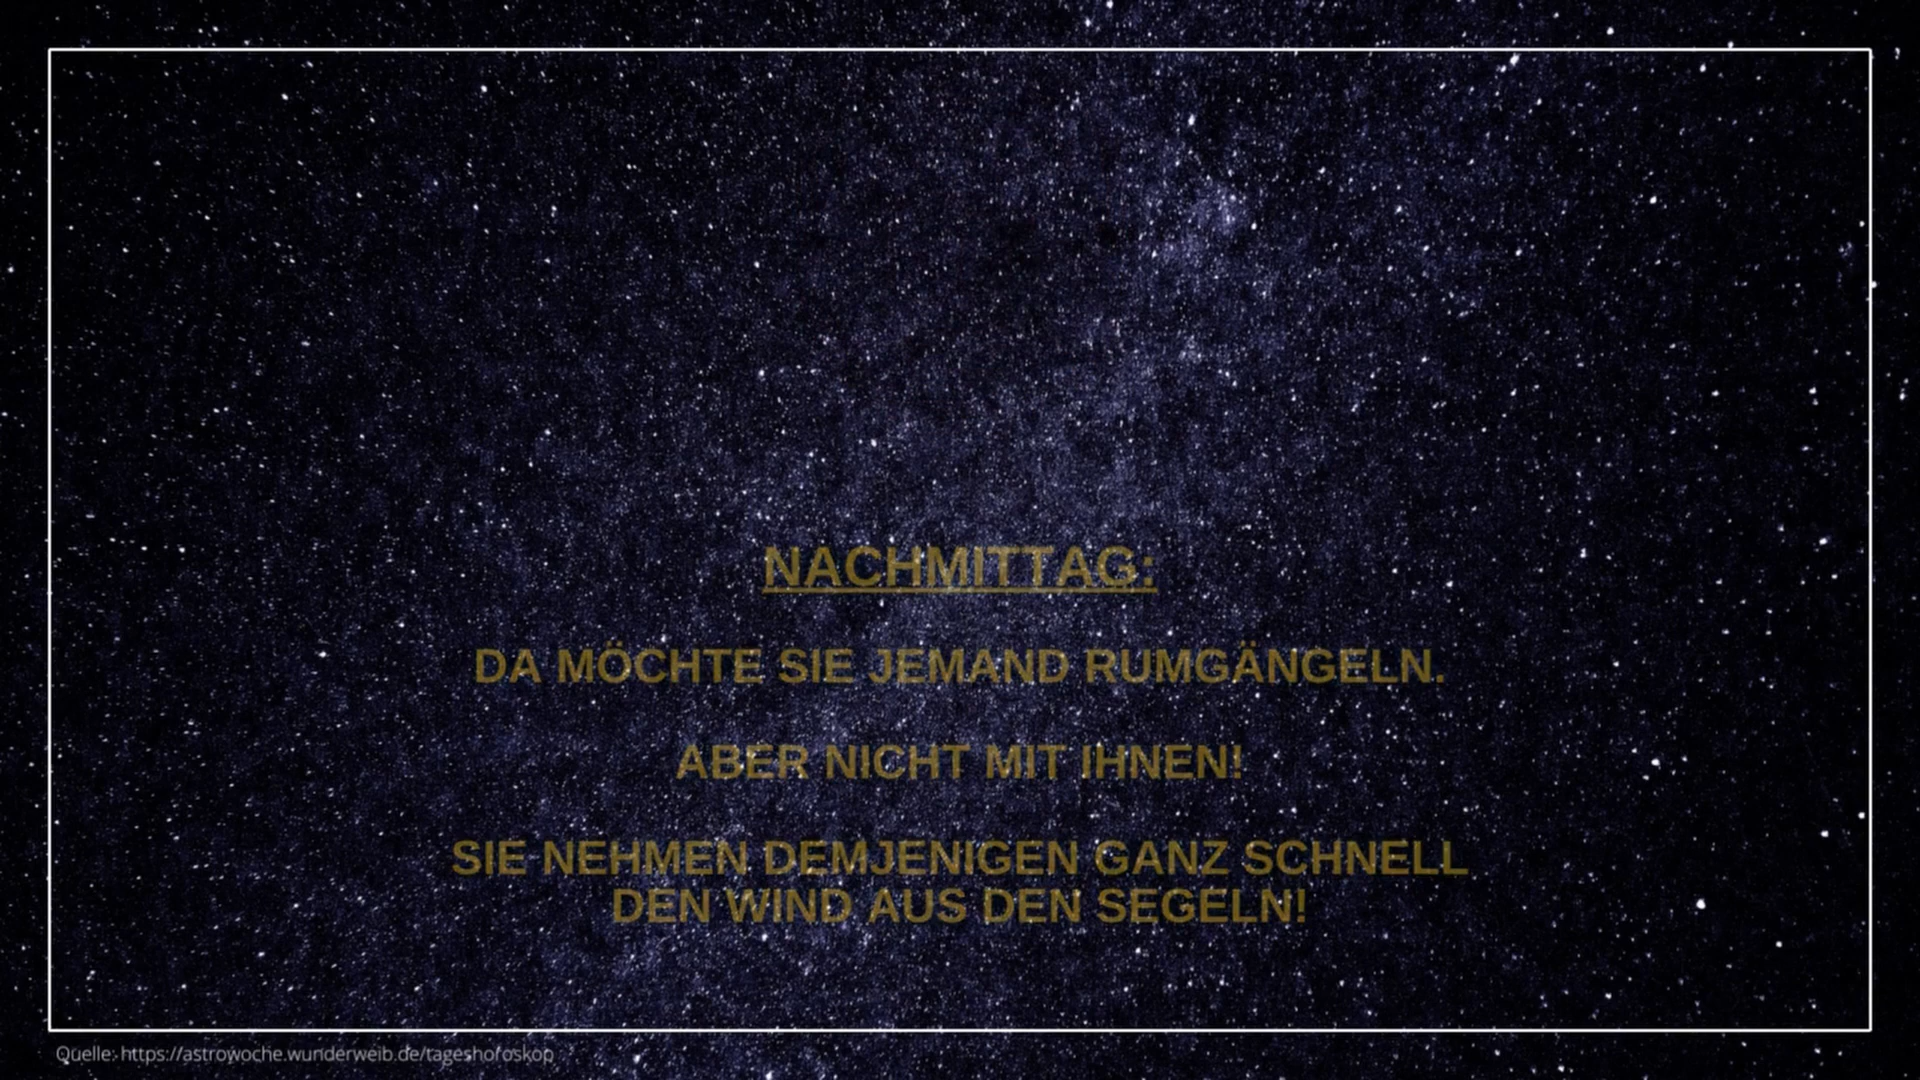 NACHMITTAG:
DA MÖCHTE SIE JEMAND RUMGÄNGELN.
ABER NICHT MIT IHNEN!
SIE NEHMEN DEMJENIGEN GANZ SCHNELL
DEN WIND AUS DEN SEGELN!
Quelle: https://astrowoche.wunderweib.de/tageshoroskop